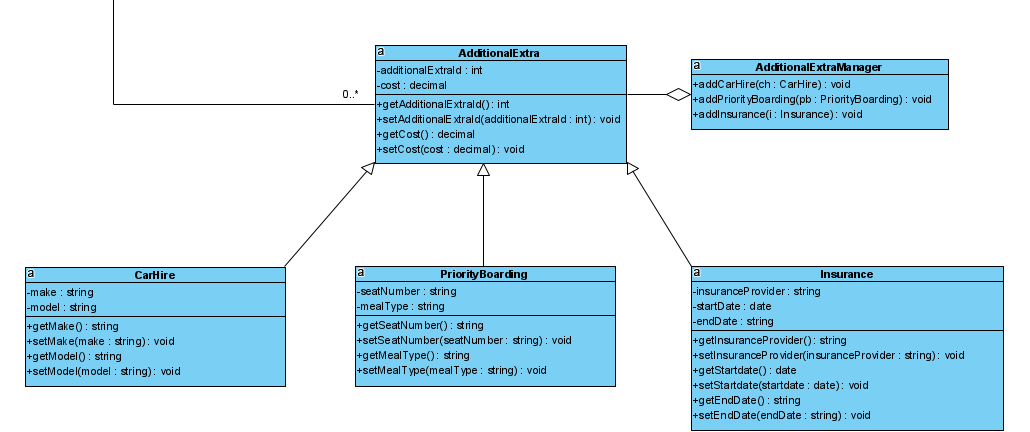 a
AdditionalExtra
-additionalExtraId : int
-cost : decimal
+getAdditionalExtraId() : int
+setAdditionalExtraId(additionalExtraId : int) : void
+getCost() : decimal
+setCost(cost : decimal) : void
0..*
a
AdditionalExtraManager
+addCarHire(ch : CarHire) : void
+addPriorityBoarding(pb : PriorityBoarding) : void
+addInsurance(i : Insurance) : void
a
CarHire
-make : string
-model : string
+getMake() : string
+setMake(make : string) : void
+getModel() : string
+setModel(model : string) : void
a
PriorityBoarding
-seatNumber : string
-mealType : string
+getSeatNumber() : string
+setSeatNumber(seatNumber : string) : void
+getMealType() : string
+setMealType(mealType : string) : void
a
Insurance
-insuranceProvider : string
-startDate : date
-endDate : string
+getInsuranceProvider() : string
+setInsuranceProvider(insuranceProvider : string) : void
+getStartdate() : date
+setStartdate(startdate : date) : void
+getEndDate() : string
+setEndDate(endDate : string) : void